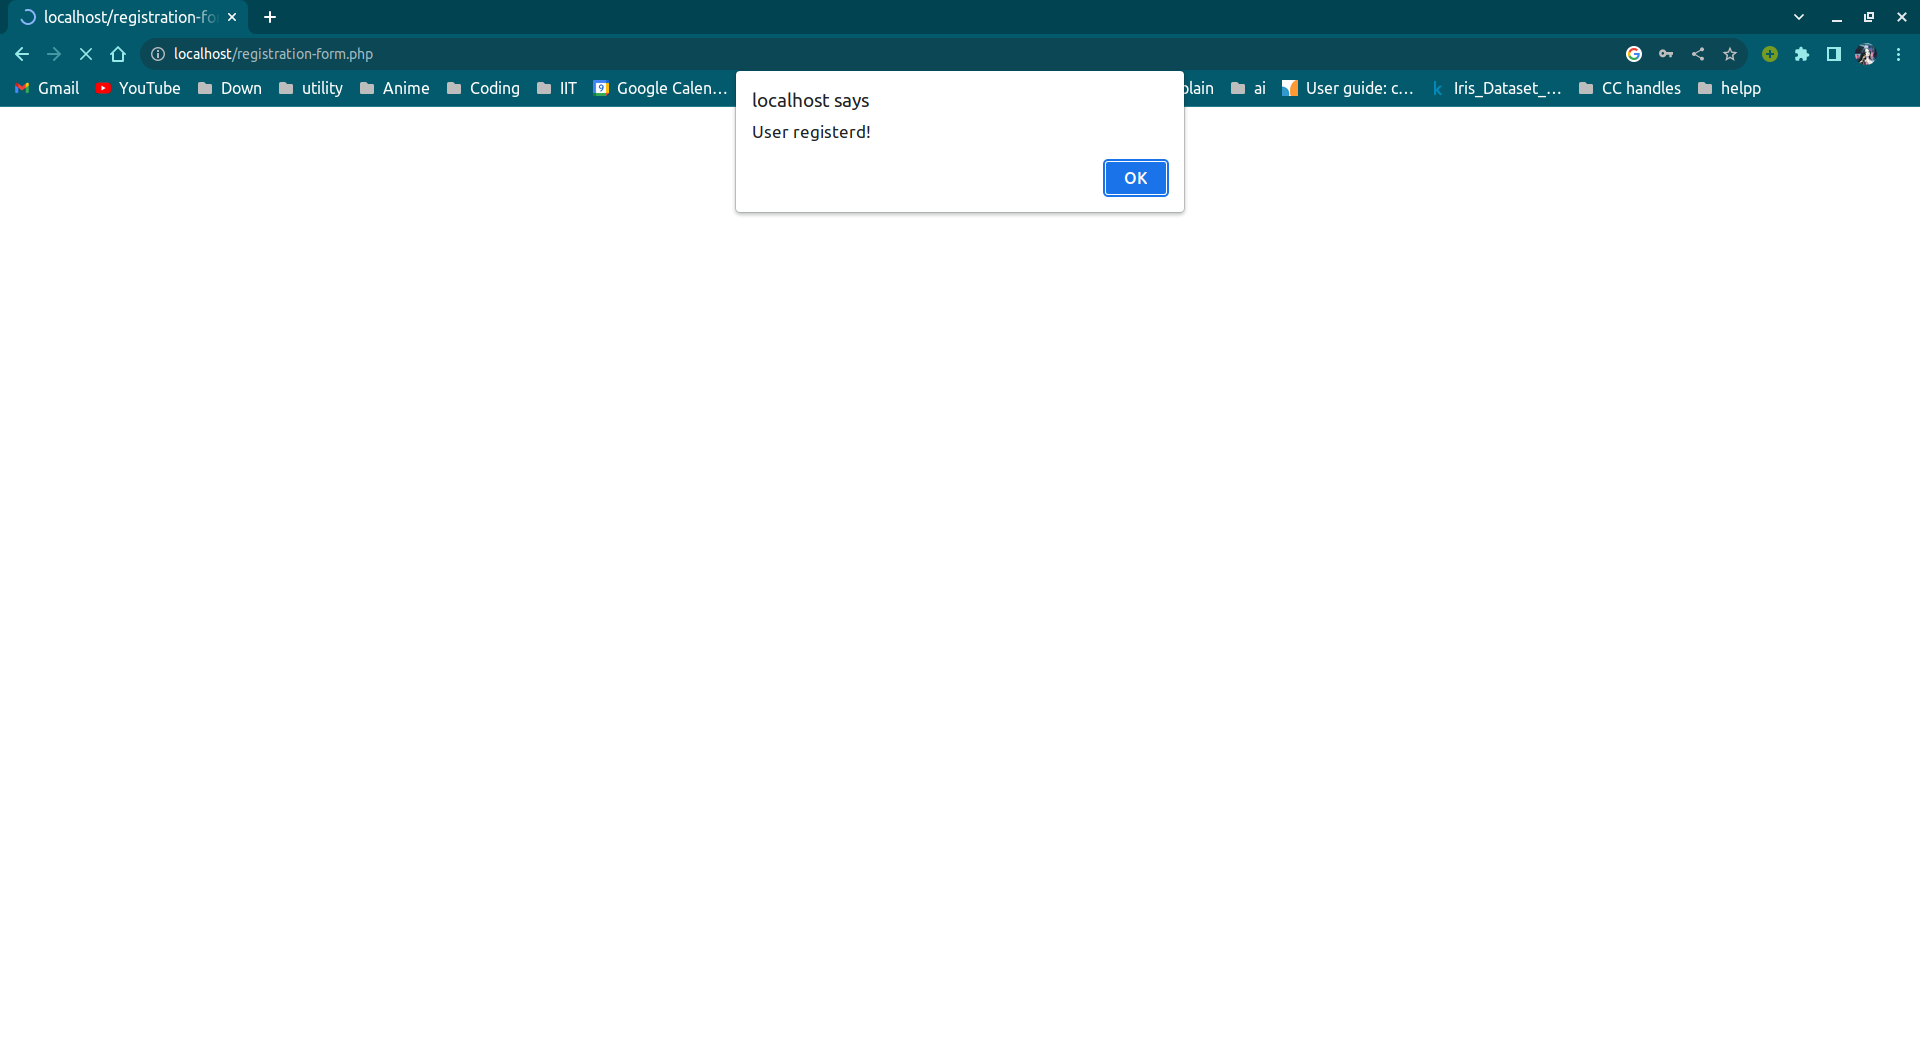 localhost/registration-fo
localhost/registration-form.php
Gmail YouTube Down utility Anime Coding IIT Google Calen... plain ai User guide: c... Iris_Dataset_... CC handles helpp
localhost says
User registerd!
OK